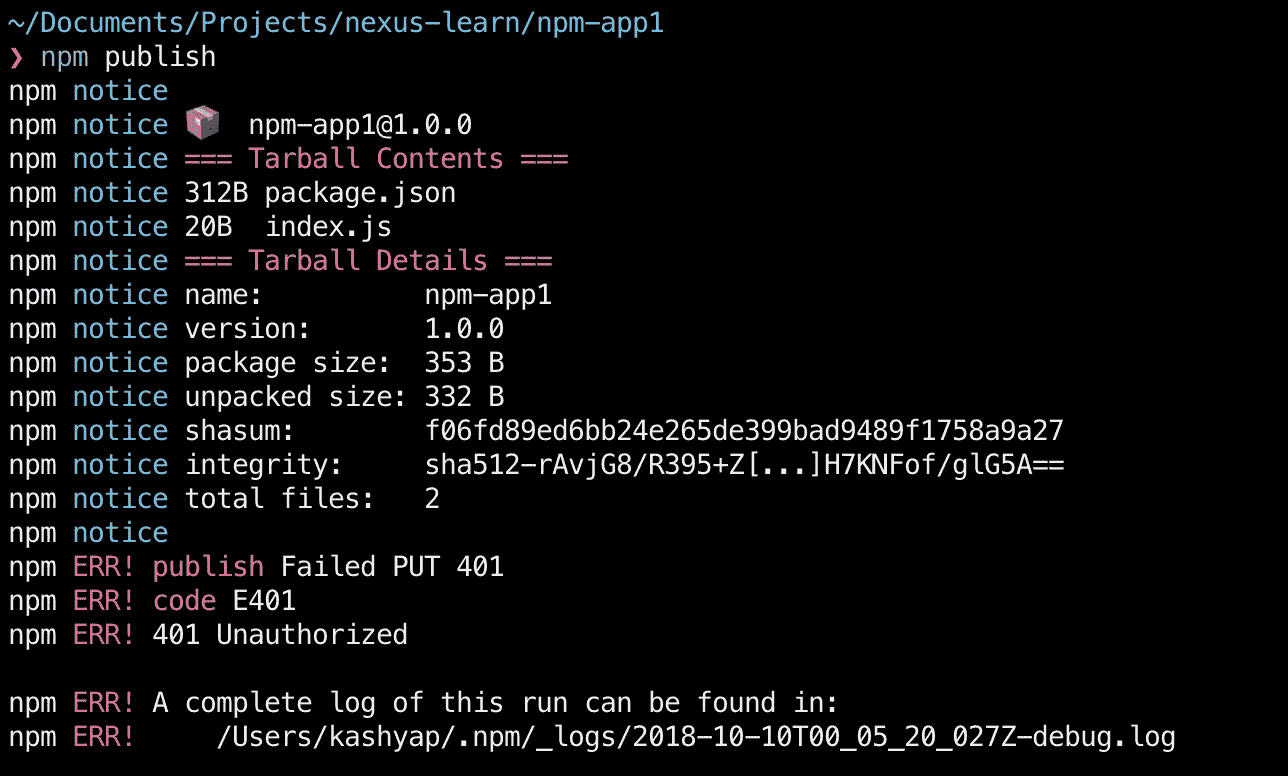 ~/Documents/Projects/nexus-learn/npm-app1
❯ npm publish
npm notice
npm notice 📦  npm-app1@1.0.0
npm notice === Tarball Contents ===
npm notice 312B package.json
npm notice 20B  index.js
npm notice === Tarball Details ===
npm notice name:          npm-app1
npm notice version:       1.0.0
npm notice package size:  353 B
npm notice unpacked size: 332 B
npm notice shasum:        f06fd89ed6bb24e265de399bad9489f1758a9a27
npm notice integrity:     sha512-rAvjG8/R395+Z[...]H7KNFof/glG5A==
npm notice total files:   2
npm notice
npm ERR! publish Failed PUT 401
npm ERR! code E401
npm ERR! 401 Unauthorized
npm ERR! A complete log of this run can be found in:
npm ERR!     /Users/kashyap/.npm/_logs/2018-10-10T00_05_20_027Z-debug.log